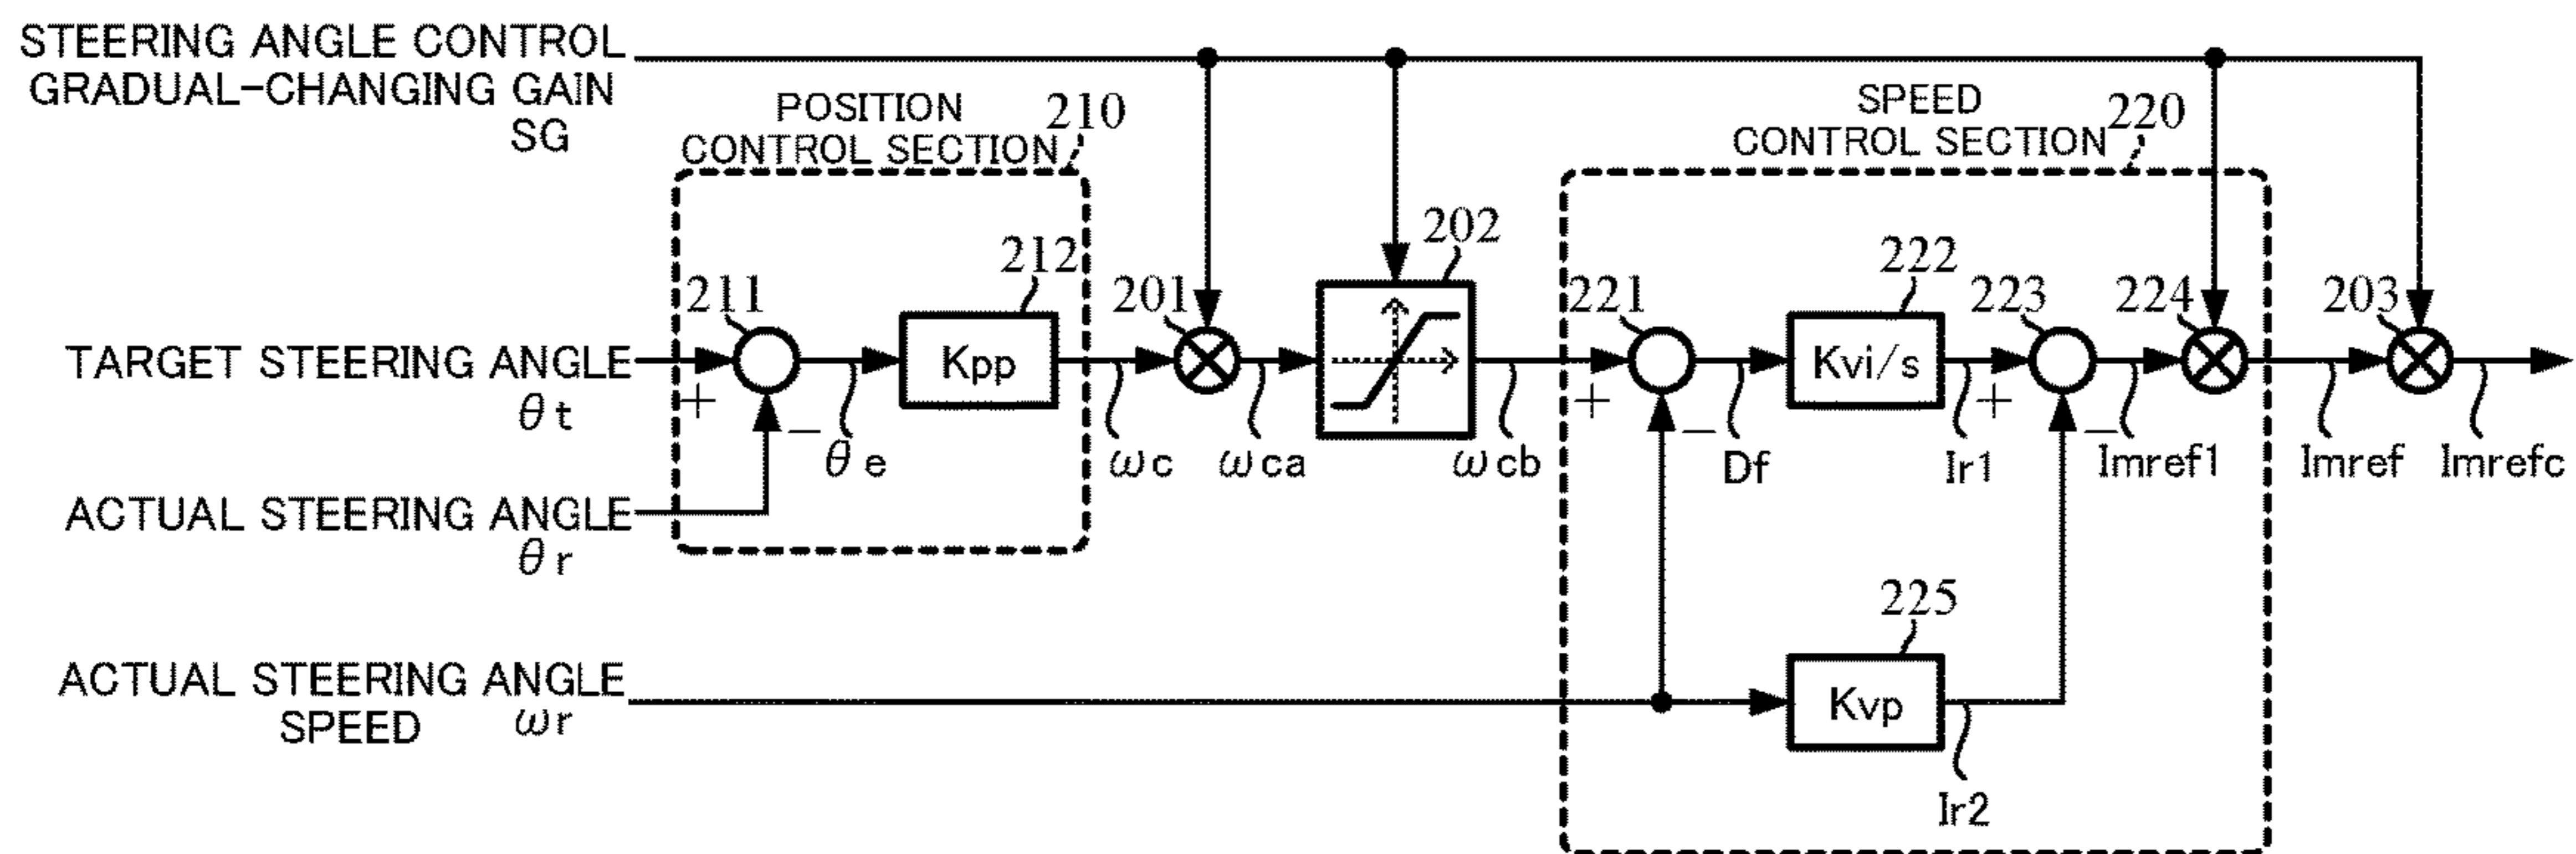 STEERING ANGLE CONTROL
GRADUAL-CHANGING GAIN
SG
POSITION
CONTROL SECTION
210
SPEED
CONTROL SECTION
220
202
211
212
201
221
222
223
224
203
TARGET STEERING ANGLE
θt
+
−
θe
Kpp
ωc
ωca
ωcb
+
−
Df
Kvi/s
Ir1
+
−
Imref1
Imref
Imrefc
ACTUAL STEERING ANGLE
θr
225
ACTUAL STEERING ANGLE
SPEED ωr
Kvp
Ir2